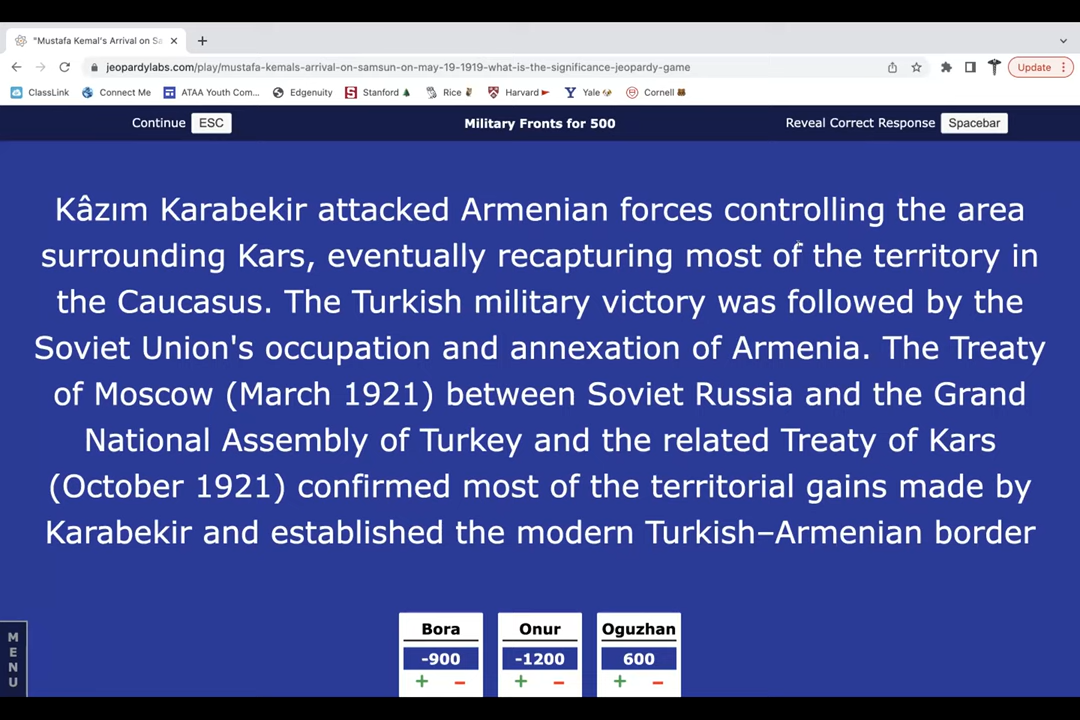 "Mustafa Kemal's Arrival on Sa
jeopardylabs.com/play/mustafa-kemals-arrival-on-samsun-on-may-19-1919-what-is-the-significance-jeopardy-game
Update
ClassLink
Connect Me
ATAA Youth Com...
Edgenuity
Stanford
Rice
Harvard
Yale
Cornell
Continue ESC
Military Fronts for 500
Reveal Correct Response Spacebar
Kâzım Karabekir attacked Armenian forces controlling the area
surrounding Kars, eventually recapturing most of the territory in
the Caucasus. The Turkish military victory was followed by the
Soviet Union's occupation and annexation of Armenia. The Treaty
of Moscow (March 1921) between Soviet Russia and the Grand
National Assembly of Turkey and the related Treaty of Kars
(October 1921) confirmed most of the territorial gains made by
Karabekir and established the modern Turkish–Armenian border
MENU
Bora
-900
+ −
Onur
-1200
+ −
Oguzhan
600
+ −